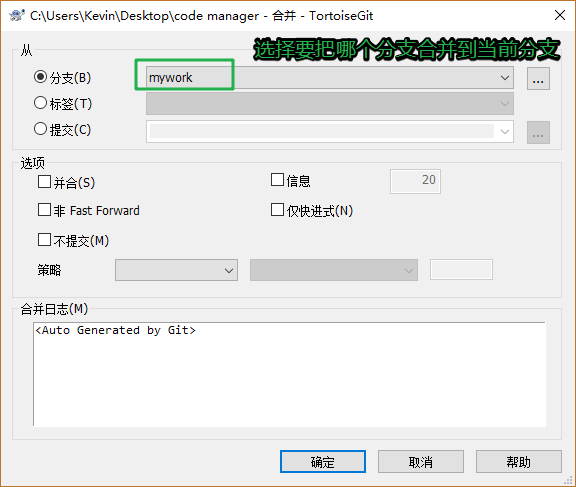 C:\Users\Kevin\Desktop\code manager - 合并 - TortoiseGit
从
选择要把哪个分支合并到当前分支
分支(B)
mywork
...
标签(T)
提交(C)
...
选项
并合(S)
信息
20
非 Fast Forward
仅快进式(N)
不提交(M)
策略
合并日志(M)
<Auto Generated by Git>
确定
取消
帮助